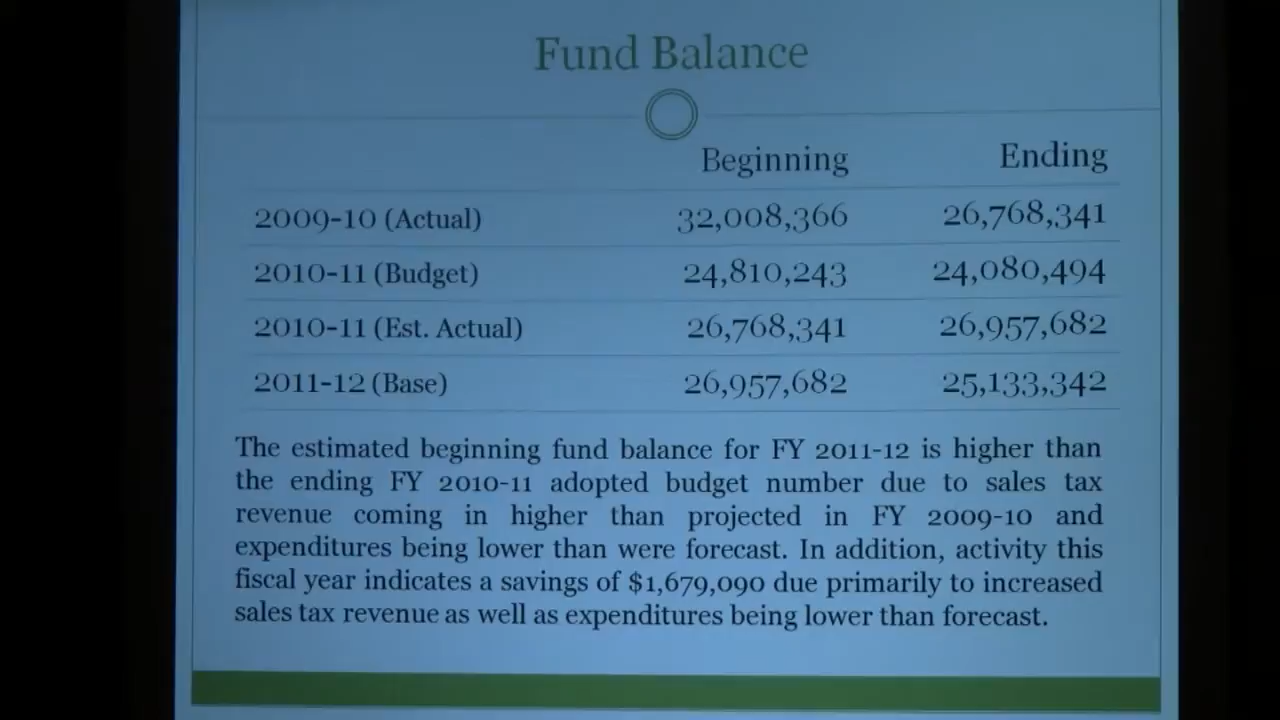 Fund Balance
Beginning Ending
2009-10 (Actual) 32,008,366 26,768,341
2010-11 (Budget) 24,810,243 24,080,494
2010-11 (Est. Actual) 26,768,341 26,957,682
2011-12 (Base) 26,957,682 25,133,342
The estimated beginning fund balance for FY 2011-12 is higher than
the ending FY 2010-11 adopted budget number due to sales tax
revenue coming in higher than projected in FY 2009-10 and
expenditures being lower than were forecast. In addition, activity this
fiscal year indicates a savings of $1,679,090 due primarily to increased
sales tax revenue as well as expenditures being lower than forecast.